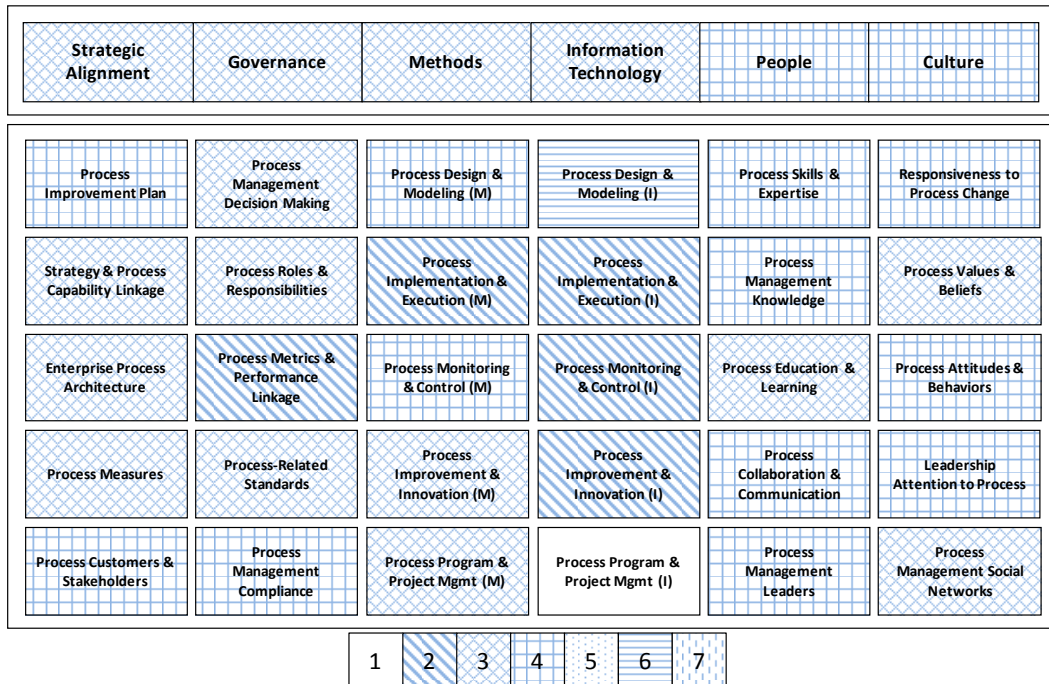 Strategic
Alignment
Governance
Methods
Information
Technology
People
Culture
Process
Improvement Plan
Process
Management
Decision Making
Process Design &
Modeling (M)
Process Design &
Modeling (I)
Process Skills &
Expertise
Responsiveness to
Process Change
Strategy & Process
Capability Linkage
Process Roles &
Responsibilities
Process
Implementation &
Execution (M)
Process
Implementation &
Execution (I)
Process
Management
Knowledge
Process Values &
Beliefs
Enterprise Process
Architecture
Process Metrics &
Performance
Linkage
Process Monitoring
& Control (M)
Process Monitoring
& Control (I)
Process Education &
Learning
Process Attitudes &
Behaviors
Process Measures
Process-Related
Standards
Process
Improvement &
Innovation (M)
Process
Improvement &
Innovation (I)
Process
Collaboration &
Communication
Leadership
Attention to Process
Process Customers &
Stakeholders
Process
Management
Compliance
Process Program &
Project Mgmt (M)
Process Program &
Project Mgmt (I)
Process
Management
Leaders
Process
Management Social
Networks
1 2 3 4 5 6 7